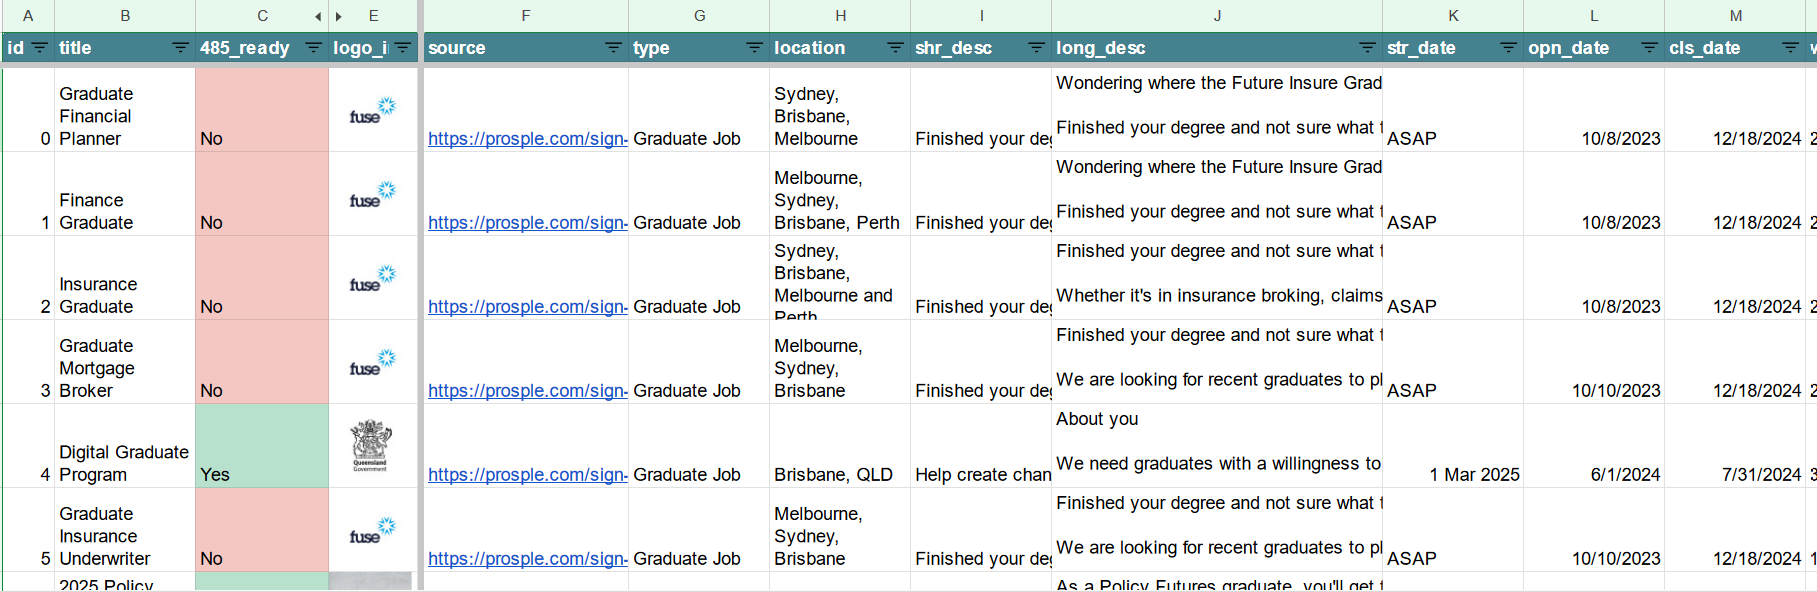 A B C E F G H I J K L M
id title 485_ready logo_i source type location shr_desc long_desc str_date opn_date cls_date
0 Graduate Financial Planner No fuse https://prosple.com/sign- Graduate Job Sydney, Brisbane, Melbourne Finished your deg Wondering where the Future Insure Grad Finished your degree and not sure what t ASAP 10/8/2023 12/18/2024 2
1 Finance Graduate No fuse https://prosple.com/sign- Graduate Job Melbourne, Sydney, Brisbane, Perth Finished your deg Wondering where the Future Insure Grad Finished your degree and not sure what t ASAP 10/8/2023 12/18/2024 2
2 Insurance Graduate No fuse https://prosple.com/sign- Graduate Job Sydney, Brisbane, Melbourne and Perth Finished your deg Finished your degree and not sure what t Whether it's in insurance broking, claims ASAP 10/8/2023 12/18/2024 2
3 Graduate Mortgage Broker No fuse https://prosple.com/sign- Graduate Job Melbourne, Sydney, Brisbane Finished your deg Finished your degree and not sure what t We are looking for recent graduates to pl ASAP 10/10/2023 12/18/2024 2
4 Digital Graduate Program Yes Queensland Government https://prosple.com/sign- Graduate Job Brisbane, QLD Help create chan About you We need graduates with a willingness to 1 Mar 2025 6/1/2024 7/31/2024 3
5 Graduate Insurance Underwriter No fuse https://prosple.com/sign- Graduate Job Melbourne, Sydney, Brisbane Finished your deg Finished your degree and not sure what t We are looking for recent graduates to pl ASAP 10/10/2023 12/18/2024 1
2025 Policy As a Policy Futures graduate, you'll get t